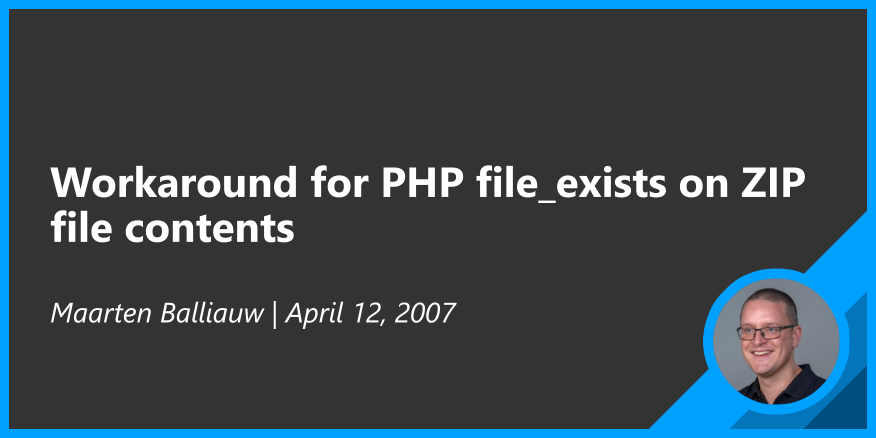 Workaround for PHP file_exists on ZIP
file contents
Maarten Balliauw | April 12, 2007